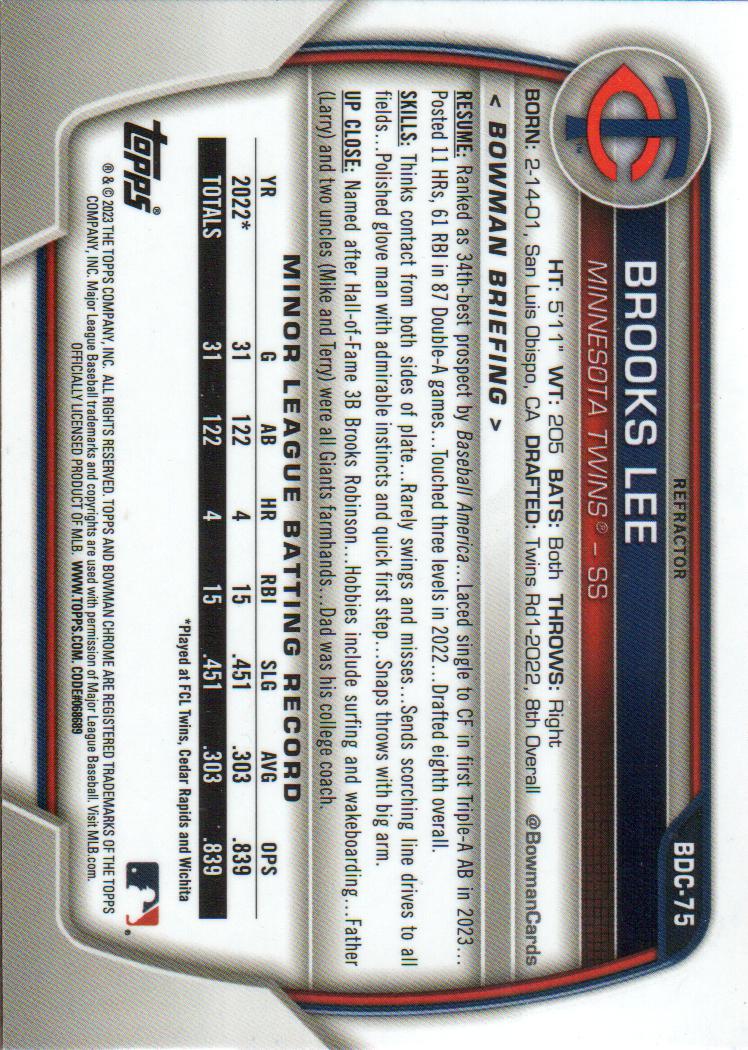 REFRACTOR
BDC-75
BROOKS LEE
MINNESOTA TWINS® – SS
TC™
HT: 5'11" WT: 205 BATS: Both THROWS: Right
BORN: 2-14-01, San Luis Obispo, CA DRAFTED: Twins Rd1-2022, 8th Overall @BowmanCards
< BOWMAN BRIEFING >
RESUME: Ranked as 34th-best prospect by Baseball America...Laced single to CF in first Triple-A AB in 2023...
Posted 11 HRs, 61 RBI in 87 Double-A games...Touched three levels in 2022...Drafted eighth overall.
SKILLS: Thinks contact from both sides of plate...Rarely swings and misses...Sends scorching line drives to all
fields...Polished glove man with admirable instincts and quick first step...Snaps throws with big arm.
UP CLOSE: Named after Hall-of-Fame 3B Brooks Robinson...Hobbies include surfing and wakeboarding...Father
(Larry) and two uncles (Mike and Terry) were all Giants farmhands...Dad was his college coach.
MINOR LEAGUE BATTING RECORD
YR G AB HR RBI SLG AVG OPS
2022* 31 122 4 15 .451 .303 .839
TOTALS 31 122 4 15 .451 .303 .839
*Played at FCL Twins, Cedar Rapids and Wichita
topps®
® & © 2023 THE TOPPS COMPANY, INC. ALL RIGHTS RESERVED. TOPPS AND BOWMAN CHROME ARE REGISTERED TRADEMARKS OF THE TOPPS
COMPANY, INC. Major League Baseball trademarks and copyrights are used with permission of Major League Baseball. Visit MLB.com.
OFFICIALLY LICENSED PRODUCT OF MLB. WWW.TOPPS.COM. CODE#068689